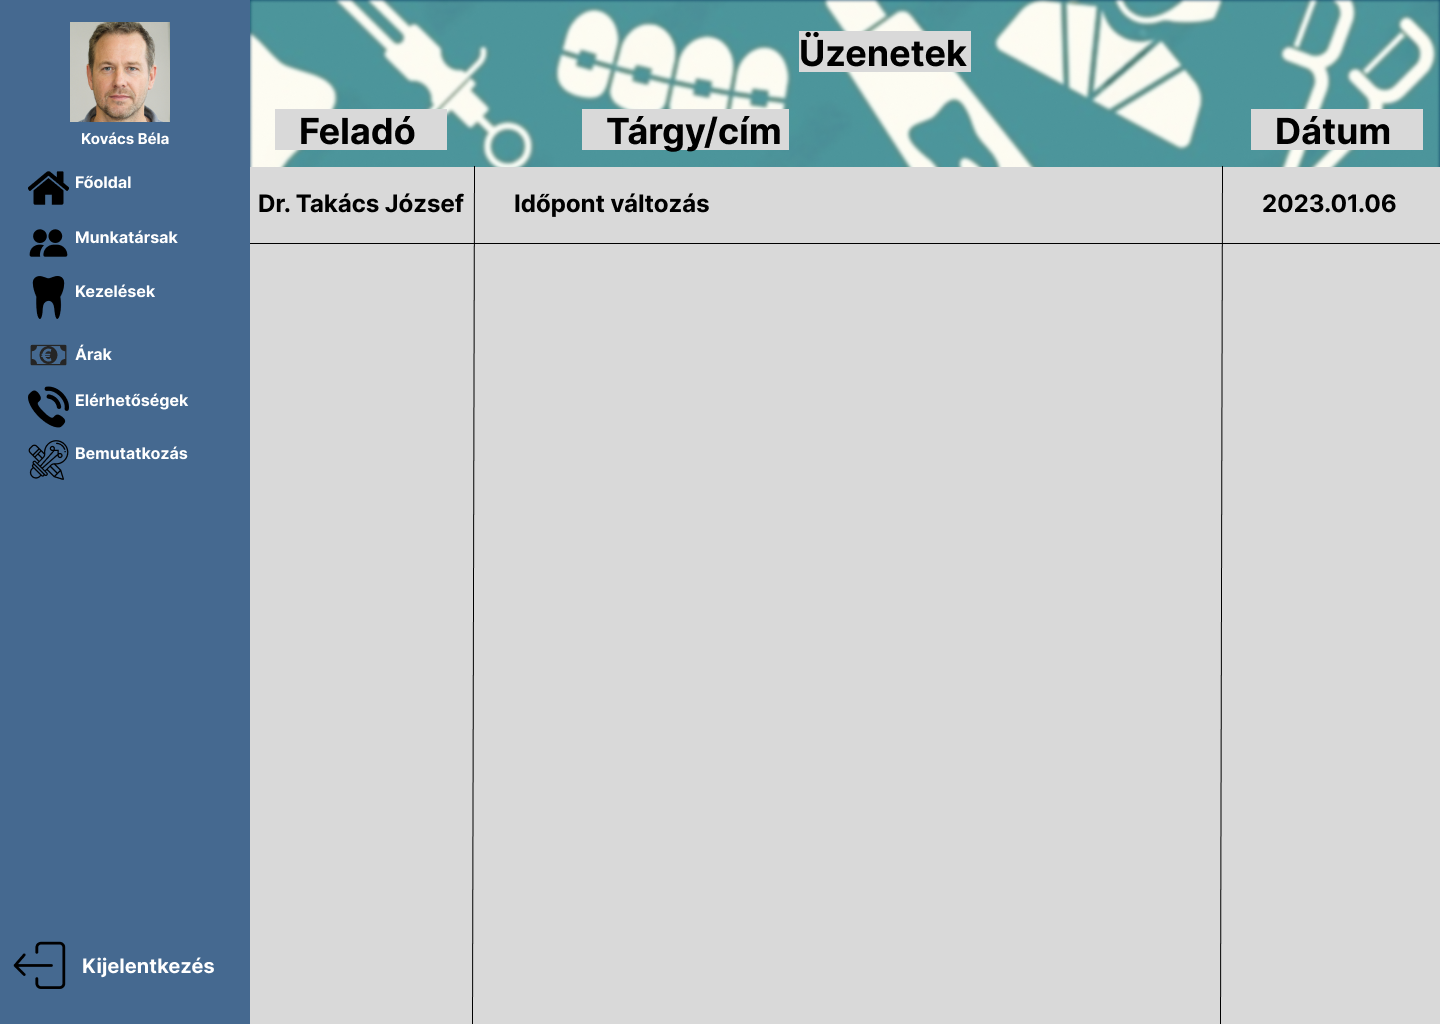 Kovács Béla
Főoldal
Munkatársak
Kezelések
Árak
Elérhetőségek
Bemutatkozás
Kijelentkezés
Üzenetek
Feladó Tárgy/cím Dátum
Dr. Takács József Időpont változás 2023.01.06